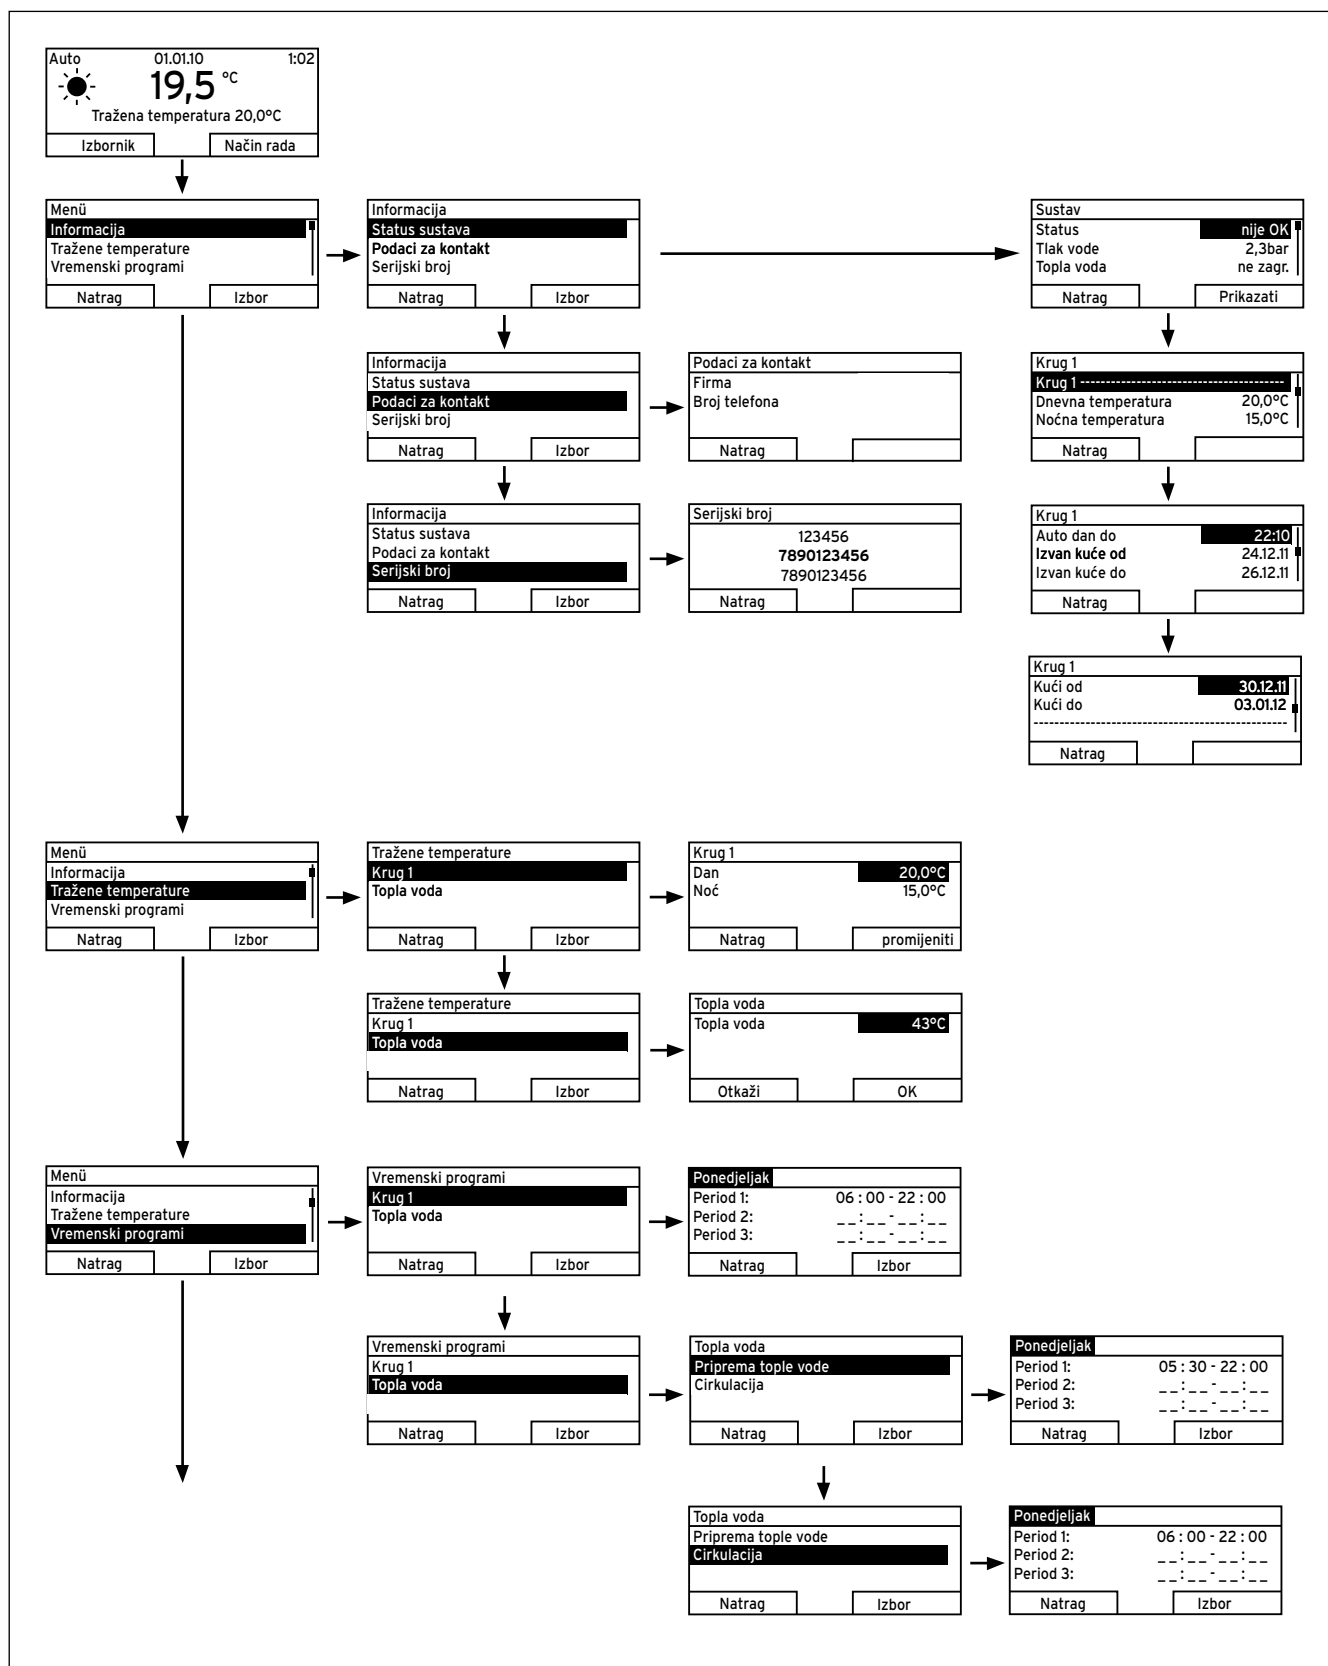 Auto 01.01.10 1:02
19,5 °C
Tražena temperatura 20,0°C
Izbornik Način rada
Menü
Informacija
Tražene temperature
Vremenski programi
Natrag Izbor
Informacija
Status sustava
Podaci za kontakt
Serijski broj
Natrag Izbor
Sustav
Status nije OK
Tlak vode 2,3bar
Topla voda ne zagr.
Natrag Prikazati
Informacija
Status sustava
Podaci za kontakt
Serijski broj
Natrag Izbor
Podaci za kontakt
Firma
Broj telefona
Natrag
Krug 1
Krug 1 ---------------------------------------
Dnevna temperatura 20,0°C
Noćna temperatura 15,0°C
Natrag
Informacija
Status sustava
Podaci za kontakt
Serijski broj
Natrag Izbor
Serijski broj
123456
7890123456
7890123456
Natrag
Krug 1
Auto dan do 22:10
Izvan kuće od 24.12.11
Izvan kuće do 26.12.11
Natrag
Krug 1
Kući od 30.12.11
Kući do 03.01.12
-------------------------------------------------
Natrag
Menü
Informacija
Tražene temperature
Vremenski programi
Natrag Izbor
Tražene temperature
Krug 1
Topla voda
Natrag Izbor
Krug 1
Dan 20,0°C
Noć 15,0°C
Natrag promijeniti
Tražene temperature
Krug 1
Topla voda
Natrag Izbor
Topla voda
Topla voda 43°C
Otkaži OK
Menü
Informacija
Tražene temperature
Vremenski programi
Natrag Izbor
Vremenski programi
Krug 1
Topla voda
Natrag Izbor
Ponedjeljak
Period 1: 06 : 00 - 22 : 00
Period 2: _ _ : _ _ - _ _ : _ _
Period 3: _ _ : _ _ - _ _ : _ _
Natrag Izbor
Vremenski programi
Krug 1
Topla voda
Natrag Izbor
Topla voda
Priprema tople vode
Cirkulacija
Natrag Izbor
Ponedjeljak
Period 1: 05 : 30 - 22 : 00
Period 2: _ _ : _ _ - _ _ : _ _
Period 3: _ _ : _ _ - _ _ : _ _
Natrag Izbor
Topla voda
Priprema tople vode
Cirkulacija
Natrag Izbor
Ponedjeljak
Period 1: 06 : 00 - 22 : 00
Period 2: _ _ : _ _ - _ _ : _ _
Period 3: _ _ : _ _ - _ _ : _ _
Natrag Izbor